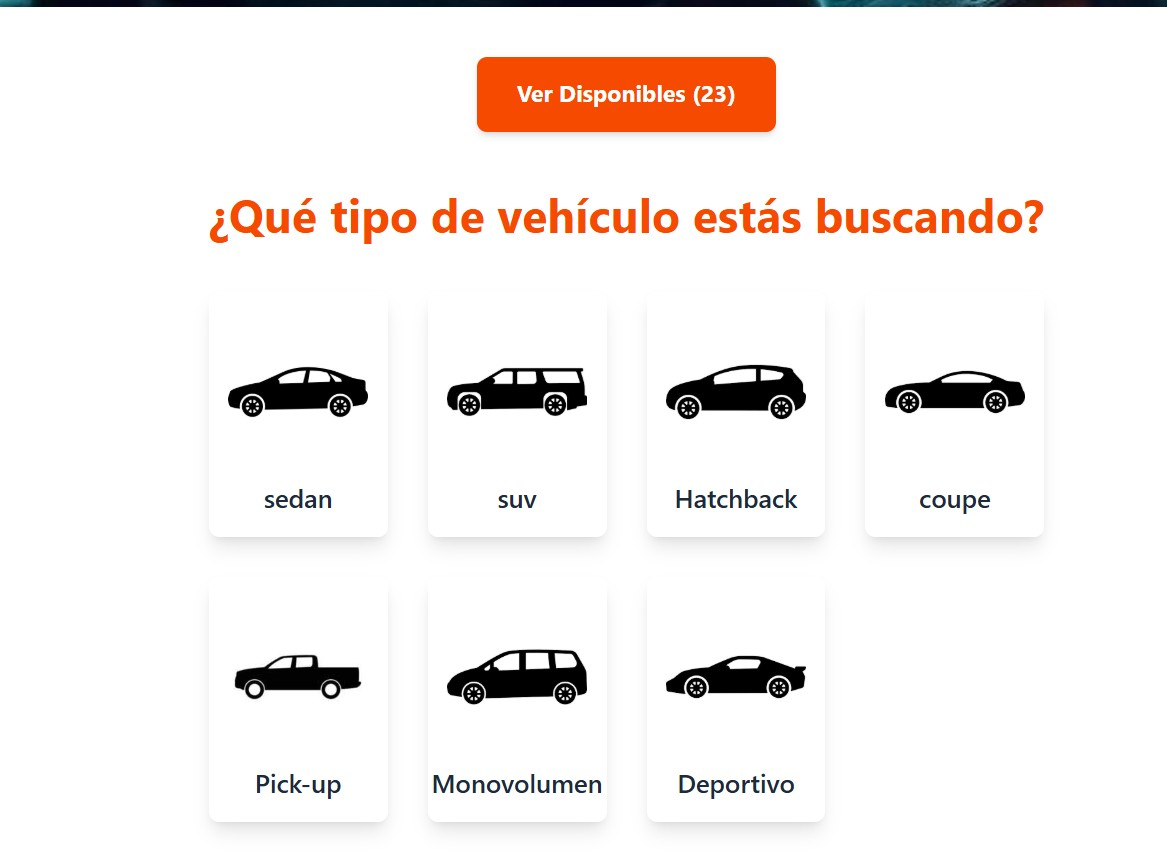 Ver Disponibles (23)
¿Qué tipo de vehículo estás buscando?
sedan
suv
Hatchback
coupe
Pick-up
Monovolumen
Deportivo